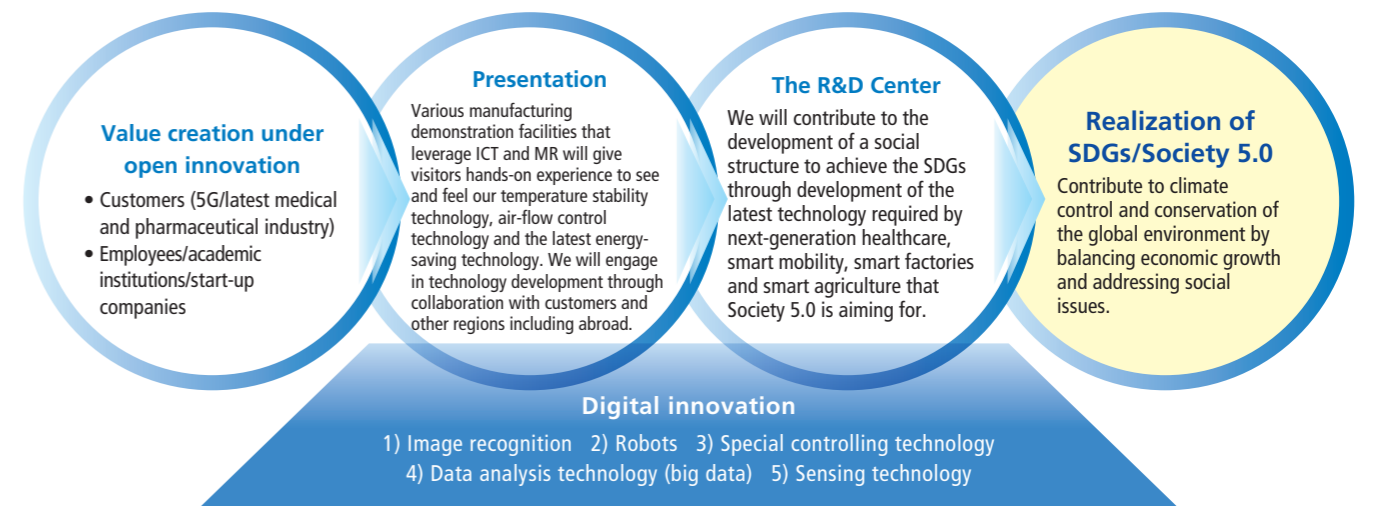 Value creation under
open innovation
• Customers (5G/latest medical
and pharmaceutical industry)
• Employees/academic
institutions/start-up
companies
Presentation
Various manufacturing
demonstration facilities that
leverage ICT and MR will give
visitors hands-on experience to see
and feel our temperature stability
technology, air-flow control
technology and the latest energy-
saving technology. We will engage
in technology development through
collaboration with customers and
other regions including abroad.
The R&D Center
We will contribute to the
development of a social
structure to achieve the SDGs
through development of the
latest technology required by
next-generation healthcare,
smart mobility, smart factories
and smart agriculture that
Society 5.0 is aiming for.
Realization of
SDGs/Society 5.0
Contribute to climate
control and conservation of
the global environment by
balancing economic growth
and addressing social
issues.
Digital innovation
1) Image recognition 2) Robots 3) Special controlling technology
4) Data analysis technology (big data) 5) Sensing technology